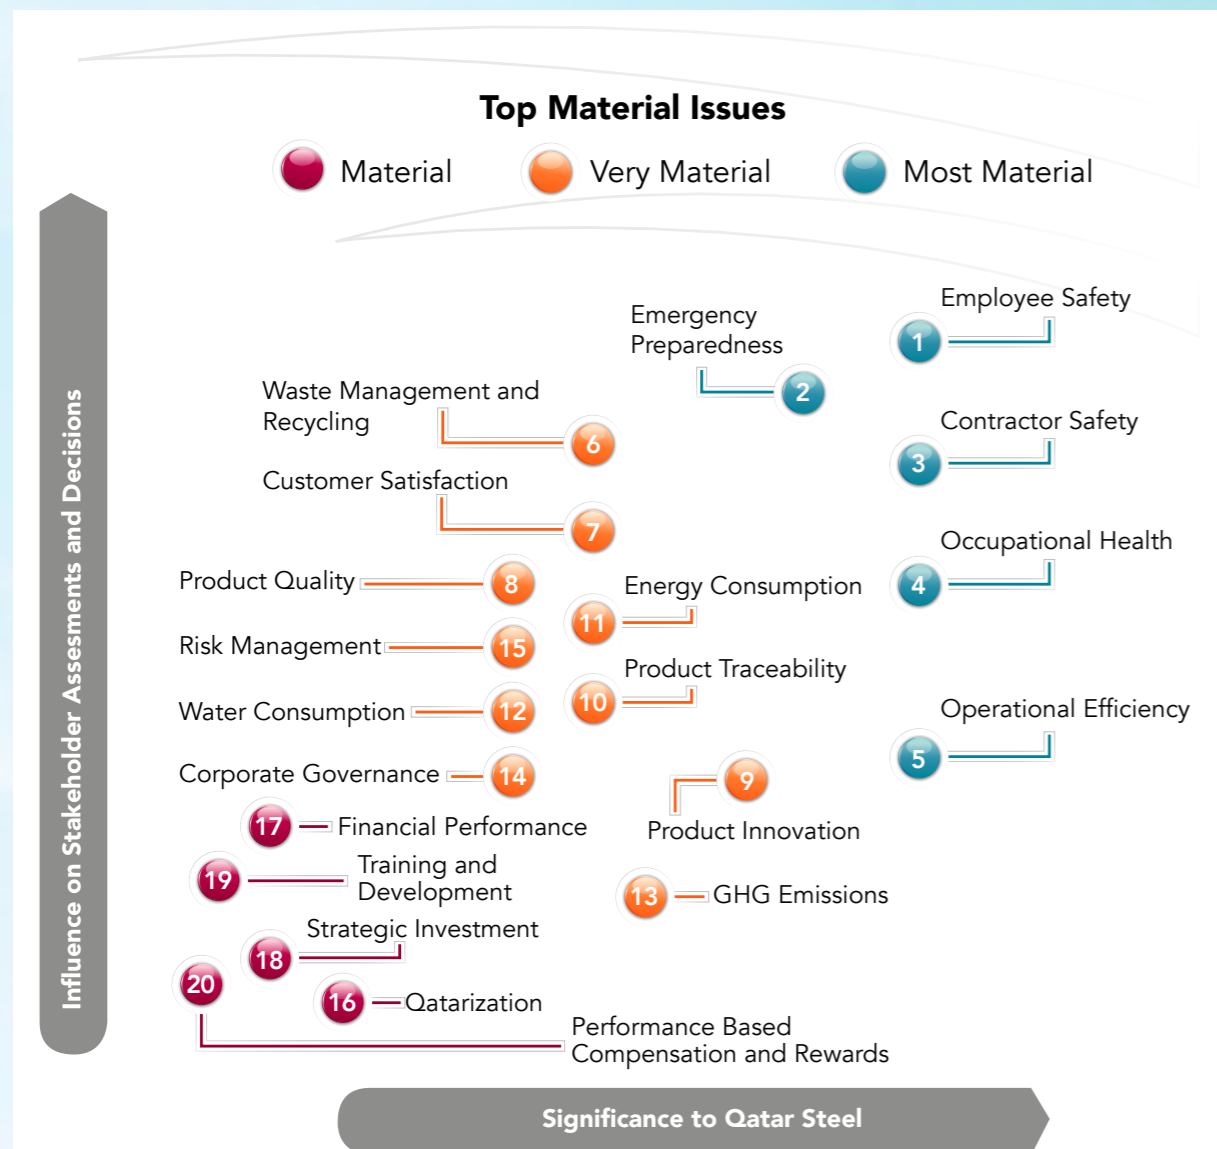 Top Material Issues
Material
Very Material
Most Material
Influence on Stakeholder Assesments and Decisions
Employee Safety
1
Emergency
Preparedness
2
Waste Management and
Recycling
6
Contractor Safety
3
Customer Satisfaction
7
Occupational Health
4
Product Quality
8
Energy Consumption
11
Risk Management
15
Product Traceability
10
Water Consumption
12
Operational Efficiency
5
Corporate Governance
14
9
Product Innovation
17
Financial Performance
19
Training and
Development
13
GHG Emissions
Strategic Investment
18
20
16
Qatarization
Performance Based
Compensation and Rewards
Significance to Qatar Steel